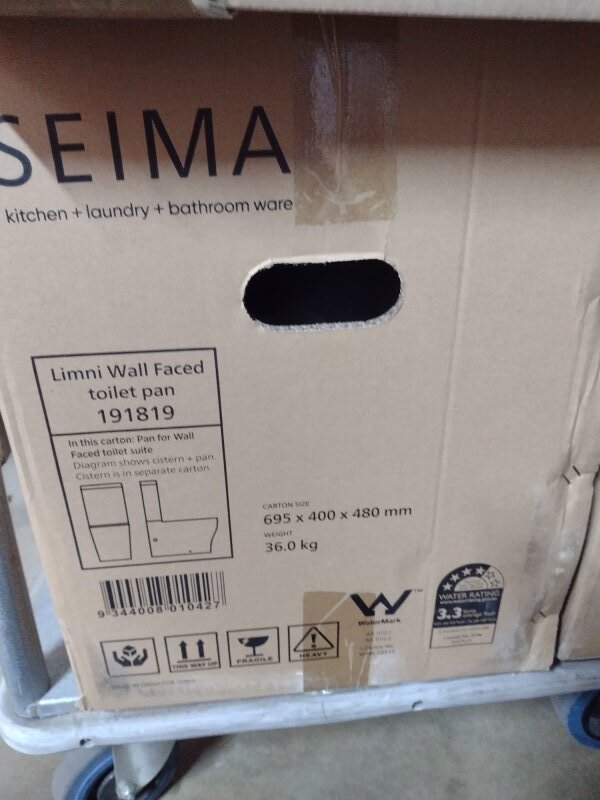 SEIMA
kitchen + laundry + bathroom ware
Limni Wall Faced
toilet pan
191819
In this carton: Pan for Wall
Faced toilet suite
Diagram shows cistern + pan
Cistern is in separate carton
CARTON SIZE
695 x 400 x 480 mm
WEIGHT
36.0 kg
9 344008 010427
THIS WAY UP
FRAGILE
HEAVY
W™
WaterMark
WATER RATING
3.3